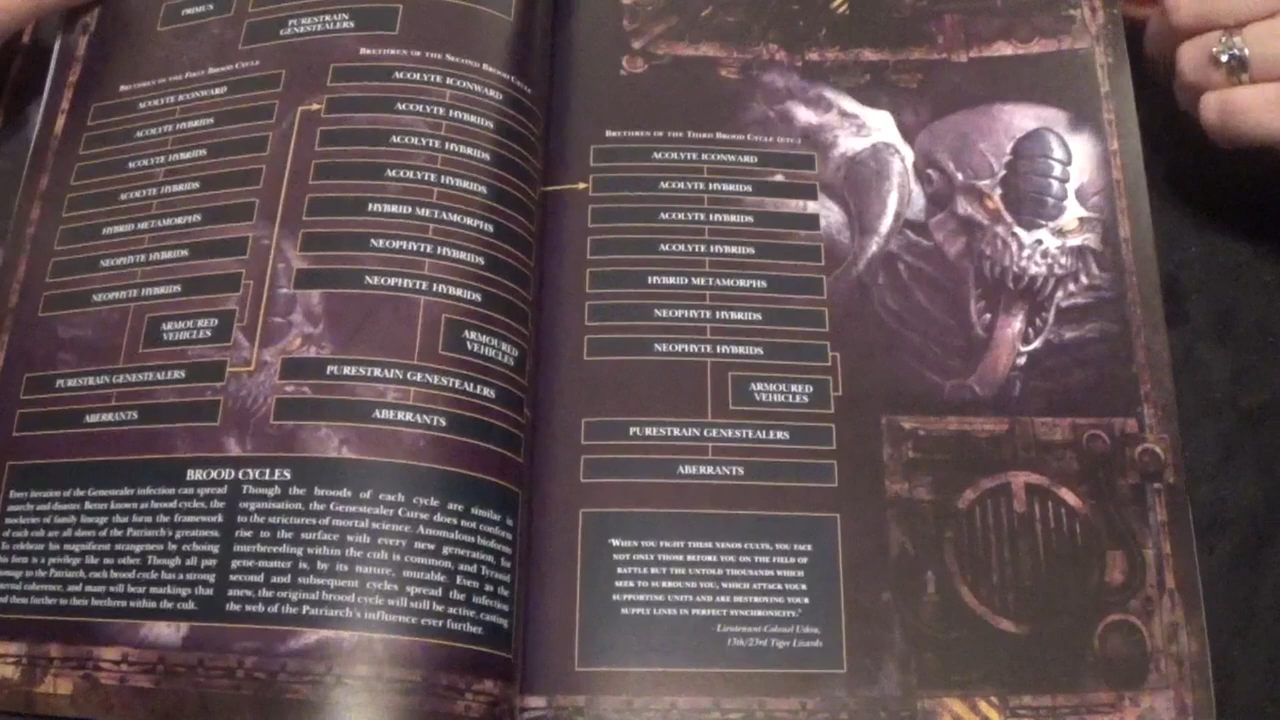 PRIMUS
PURESTRAIN
GENESTEALERS
BRETHREN OF THE FIRST BROOD CYCLE
ACOLYTE ICONWARD
ACOLYTE HYBRIDS
ACOLYTE HYBRIDS
ACOLYTE HYBRIDS
HYBRID METAMORPHS
NEOPHYTE HYBRIDS
NEOPHYTE HYBRIDS
ARMOURED
VEHICLES
PURESTRAIN GENESTEALERS
ABERRANTS
BRETHREN OF THE SECOND BROOD CYCLE
ACOLYTE ICONWARD
ACOLYTE HYBRIDS
ACOLYTE HYBRIDS
ACOLYTE HYBRIDS
HYBRID METAMORPHS
NEOPHYTE HYBRIDS
NEOPHYTE HYBRIDS
ARMOURED
VEHICLES
PURESTRAIN GENESTEALERS
ABERRANTS
BROOD CYCLES
Every iteration of the Genestealer infection can spread
anarchy and disaster. Better known as brood cycles, the
mockeries of family lineage that form the framework
of each cult are all slaves of the Patriarch's greatness.
To celebrate his magnificent strangeness by echoing
his form is a privilege like no other. Though all pay
homage to the Patriarch, each brood cycle has a strong
internal coherence, and many will bear markings that
bind them further to their brethren within the cult.
Though the broods of each cycle are similar in
organisation, the Genestealer Curse does not conform
to the strictures of mortal science. Anomalous bioforms
rise to the surface with every new generation, for
interbreeding within the cult is common, and Tyranid
gene-matter is, by its nature, mutable. Even as the
second and subsequent cycles spread the infection
anew, the original brood cycle will still be active, casting
the web of the Patriarch's influence ever further.
BRETHREN OF THE THIRD BROOD CYCLE (ETC.)
ACOLYTE ICONWARD
ACOLYTE HYBRIDS
ACOLYTE HYBRIDS
ACOLYTE HYBRIDS
HYBRID METAMORPHS
NEOPHYTE HYBRIDS
NEOPHYTE HYBRIDS
ARMOURED
VEHICLES
PURESTRAIN GENESTEALERS
ABERRANTS
"WHEN YOU FIGHT THESE XENOS CULTS, YOU FACE
NOT ONLY THOSE BEFORE YOU ON THE FIELD OF
BATTLE BUT THE UNTOLD THOUSANDS WHICH
SEEK TO SURROUND YOU, WHICH ATTACK YOUR
SUPPORTING UNITS AND ARE DESTROYING YOUR
SUPPLY LINES IN PERFECT SYNCHRONICITY."
- Lieutenant-Colonel
Tiger Lizards